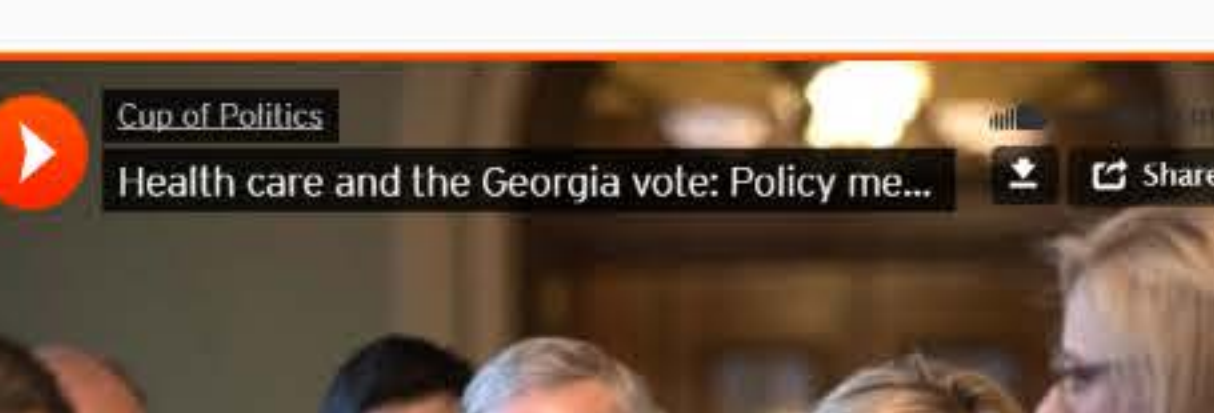 Cup of Politics
Health care and the Georgia vote: Policy me...
Share